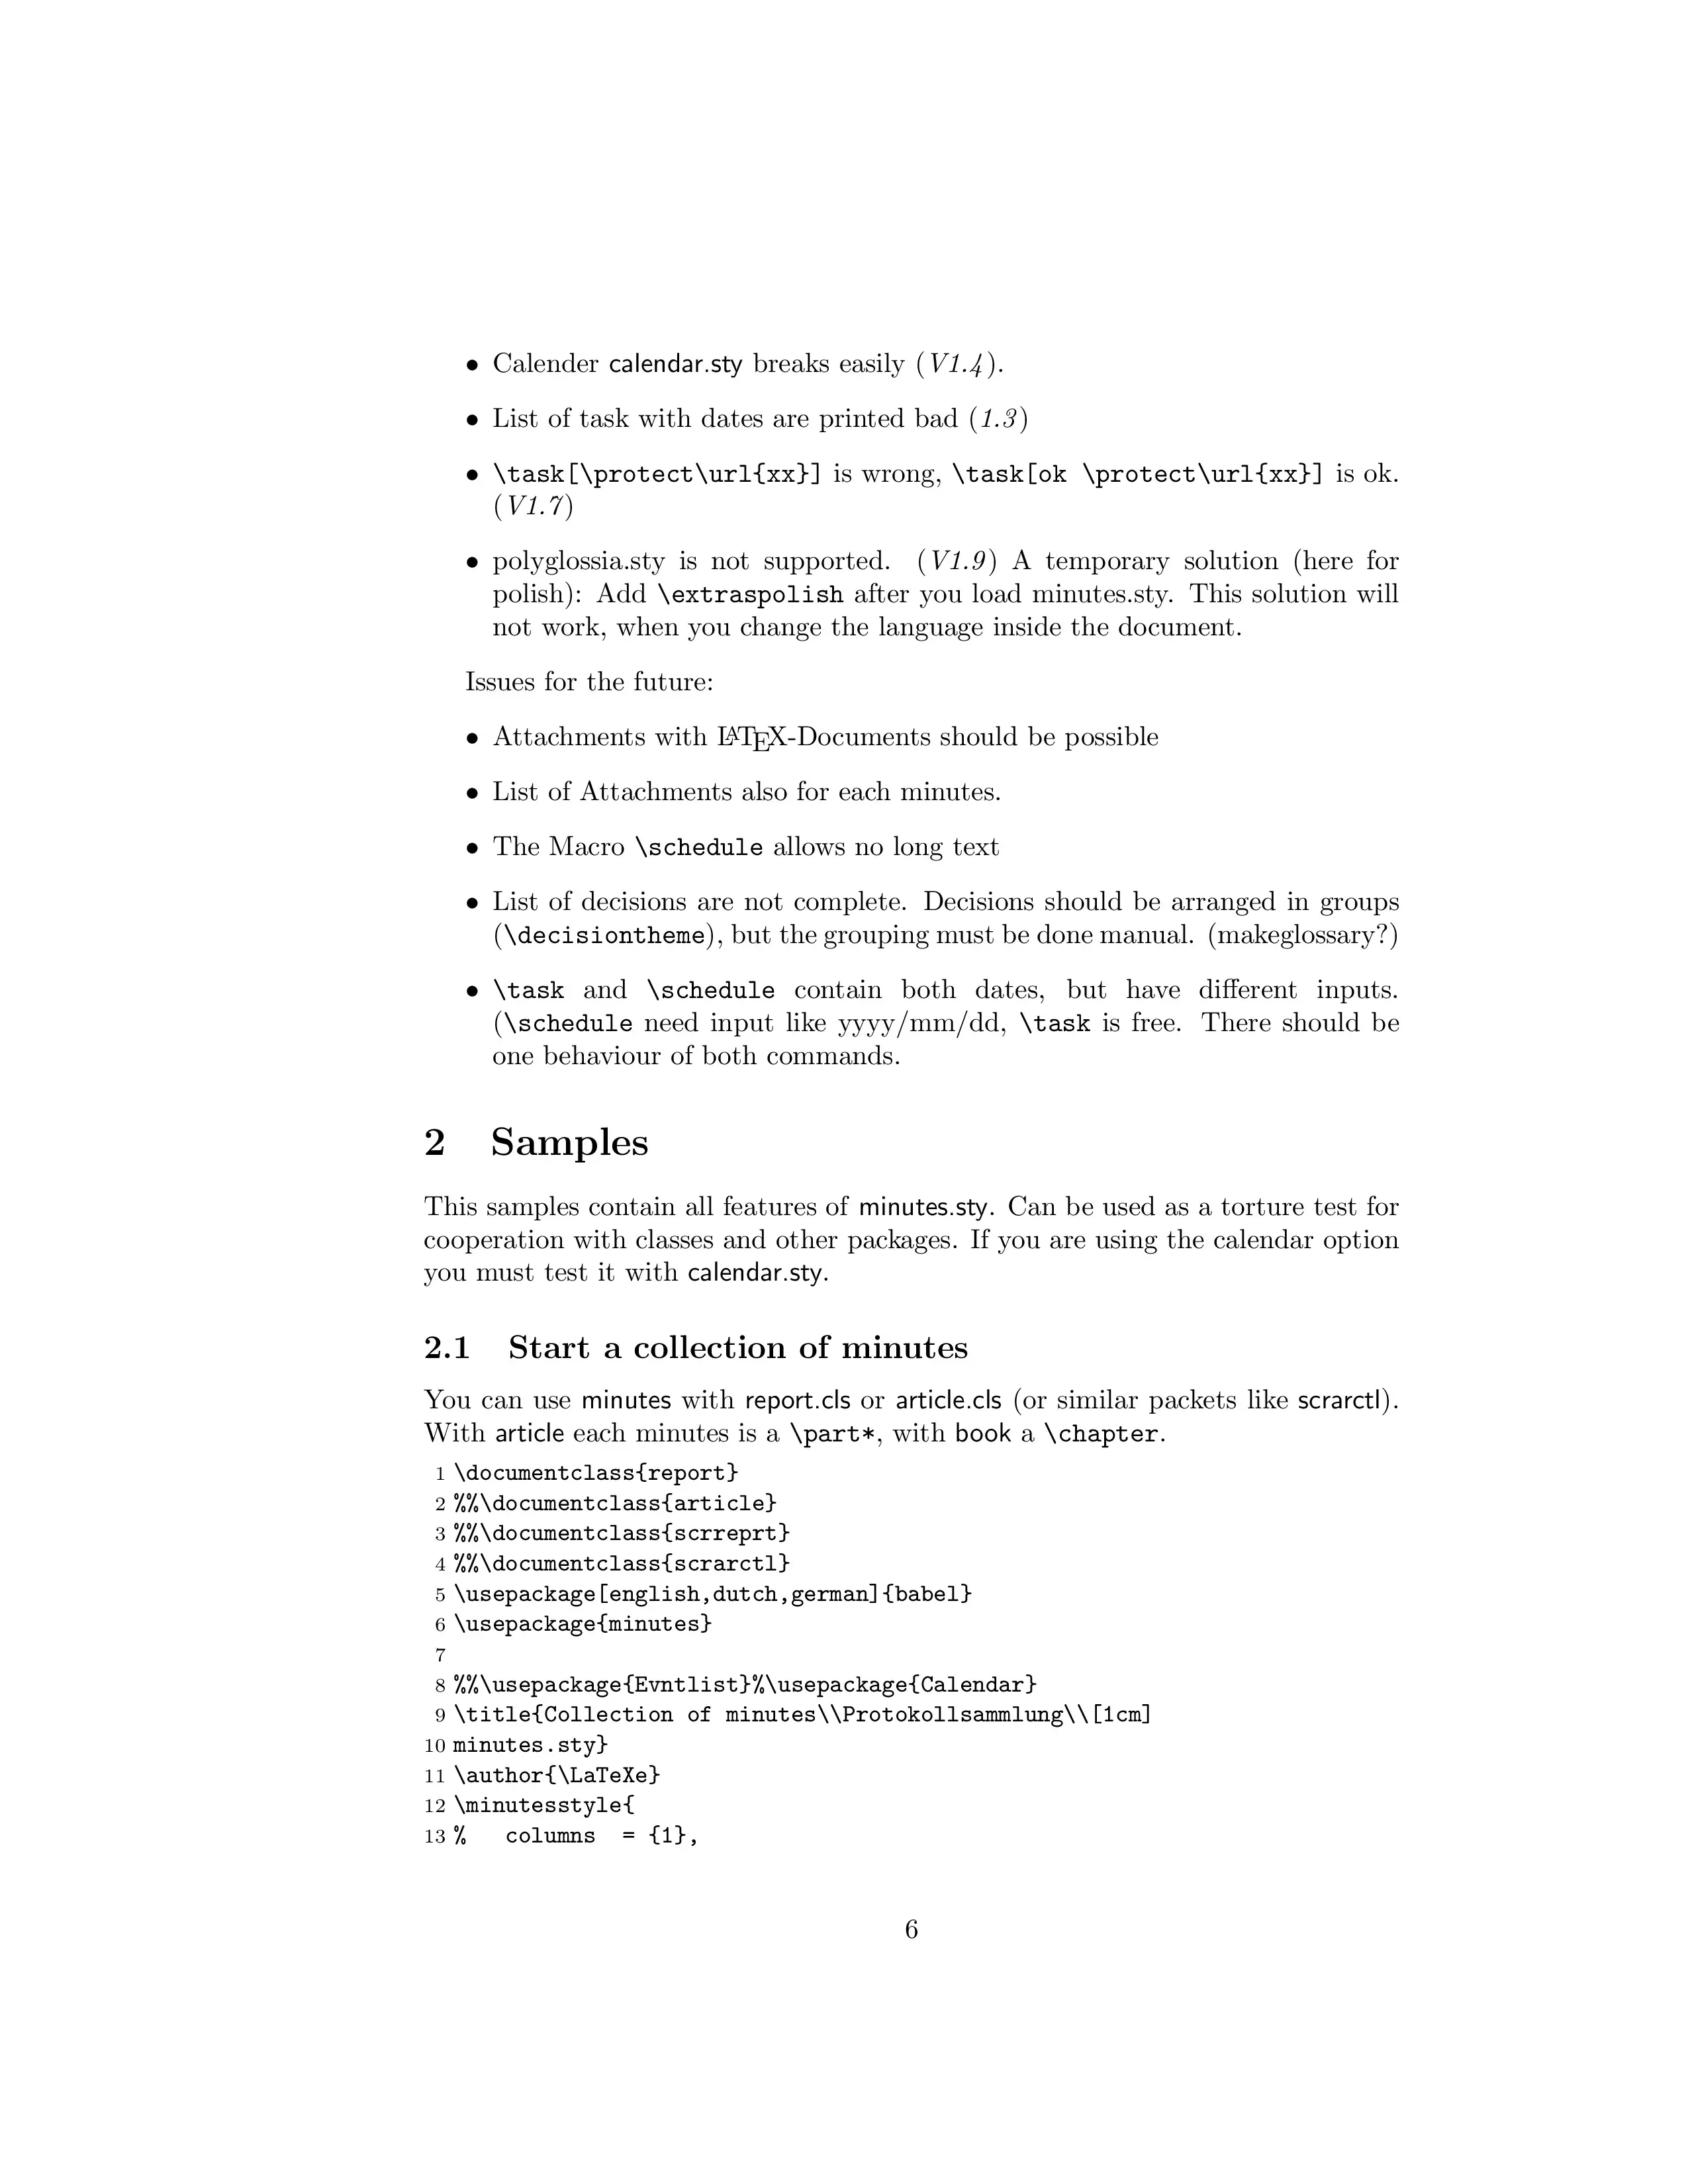 • Calender calendar.sty breaks easily (V1.4).
• List of task with dates are printed bad (1.3)
• \task[\protect\url{xx}] is wrong, \task[ok \protect\url{xx}] is ok.
(V1.7)
• polyglossia.sty is not supported. (V1.9) A temporary solution (here for
polish): Add \extraspolish after you load minutes.sty. This solution will
not work, when you change the language inside the document.
Issues for the future:
• Attachments with LATEX-Documents should be possible
• List of Attachments also for each minutes.
• The Macro \schedule allows no long text
• List of decisions are not complete. Decisions should be arranged in groups
(\decisiontheme), but the grouping must be done manual. (makeglossary?)
• \task and \schedule contain both dates, but have different inputs.
(\schedule need input like yyyy/mm/dd, \task is free. There should be
one behaviour of both commands.
2 Samples
This samples contain all features of minutes.sty. Can be used as a torture test for
cooperation with classes and other packages. If you are using the calendar option
you must test it with calendar.sty.
2.1 Start a collection of minutes
You can use minutes with report.cls or article.cls (or similar packets like scrarctl).
With article each minutes is a \part*, with book a \chapter.
1 \documentclass{report}
2 %%\documentclass{article}
3 %%\documentclass{scrreprt}
4 %%\documentclass{scrarctl}
5 \usepackage[english,dutch,german]{babel}
6 \usepackage{minutes}
7
8 %%\usepackage{Evntlist}%\usepackage{Calendar}
9 \title{Collection of minutes\\Protokollsammlung\\[1cm]
10 minutes.sty}
11 \author{\LaTeXe}
12 \minutesstyle{
13 %   columns  = {1},
6